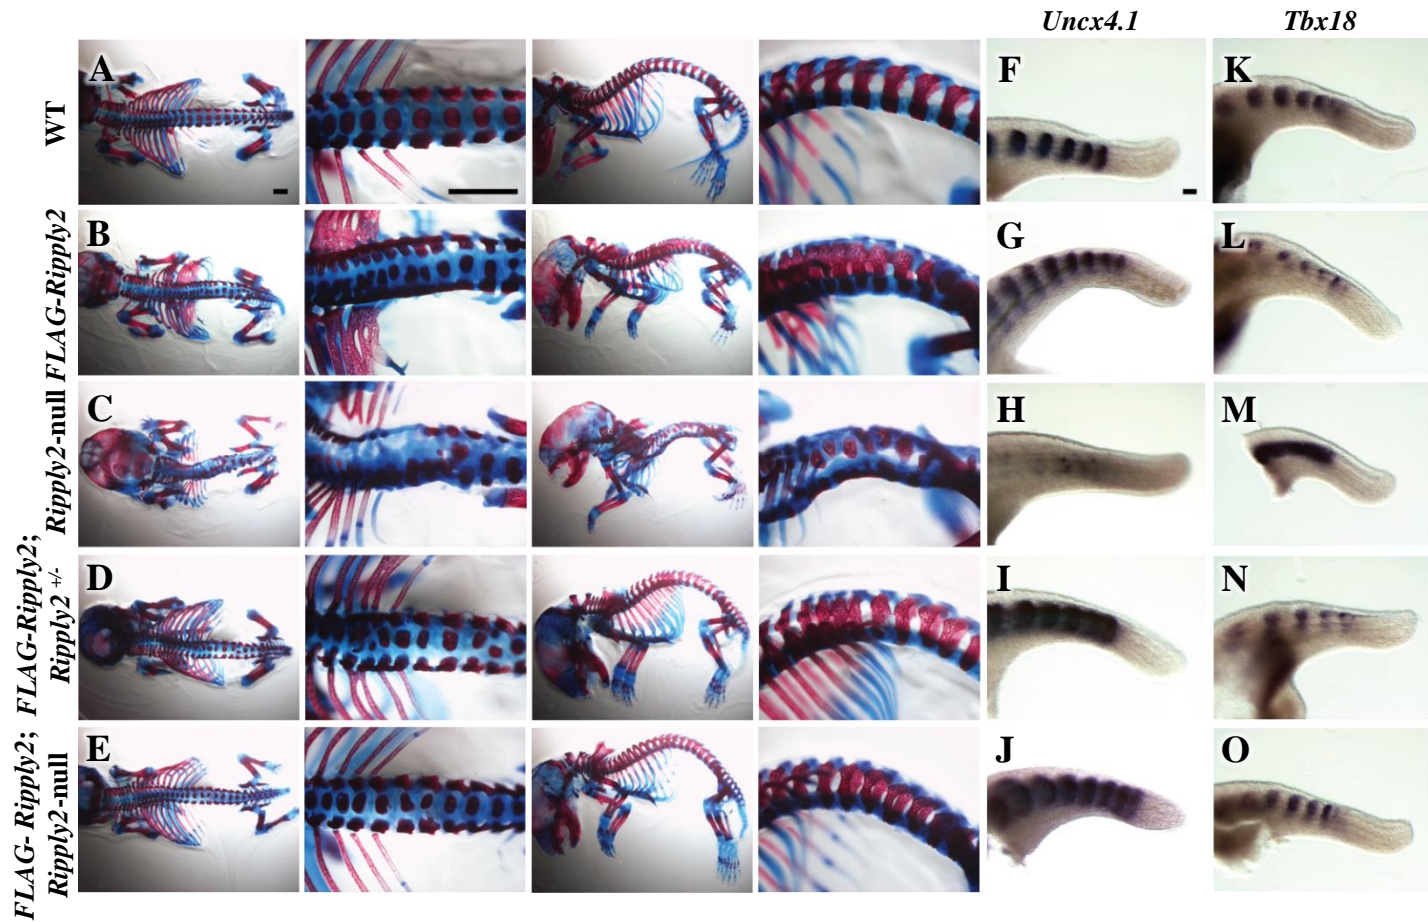 Uncx4.1 Tbx18
WT
A
F
K
FLAG-Ripply2
B
G
L
Ripply2-null
C
H
M
FLAG-Ripply2;
Ripply2 +/-
D
I
N
FLAG- Ripply2;
Ripply2-null
E
J
O